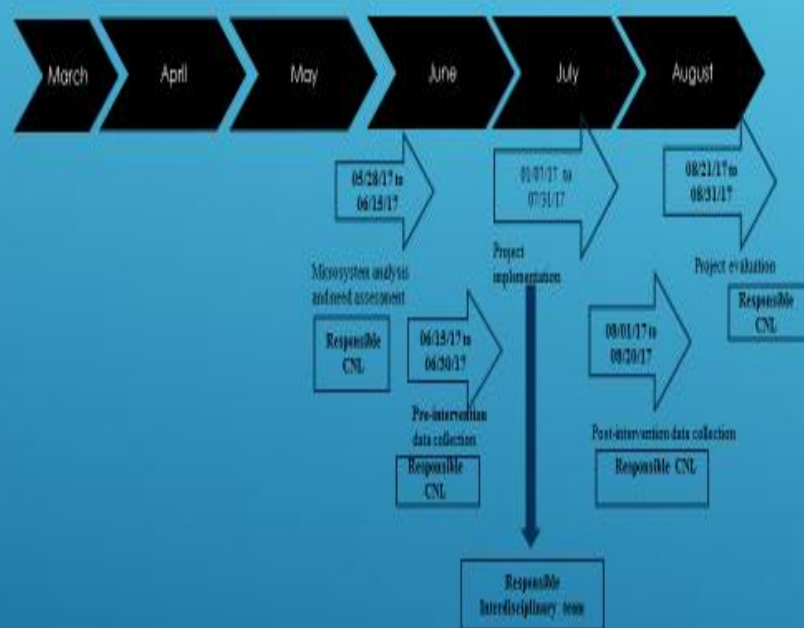 March
April
May
June
July
August
05/28/17 to
06/15/17
01/07/17 to
07/31/17
08/21/17 to
08/31/17
Microsystem analysis
and need assessment
Project
implementation
Project evaluation
Responsible
CNL
06/15/17 to
06/30/17
08/01/17 to
08/20/17
Responsible
CNL
Pre-intervention
data collection
Post-intervention data collection
Responsible
CNL
Responsible CNL
Responsible
Interdisciplinary team